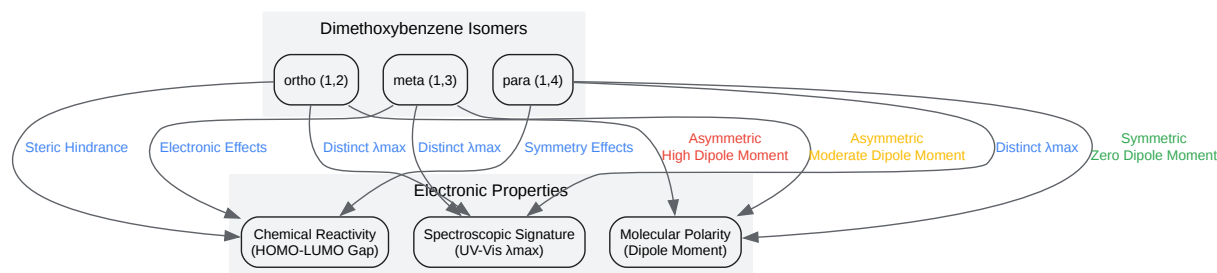 Dimethoxybenzene Isomers
ortho (1,2)
meta (1,3)
para (1,4)
Steric Hindrance
Electronic Effects
Distinct λmax
Distinct λmax
Symmetry Effects
Asymmetric
High Dipole Moment
Asymmetric
Moderate Dipole Moment
Distinct λmax
Symmetric
Zero Dipole Moment
Electronic Properties
Chemical Reactivity
(HOMO-LUMO Gap)
Spectroscopic Signature
(UV-Vis λmax)
Molecular Polarity
(Dipole Moment)